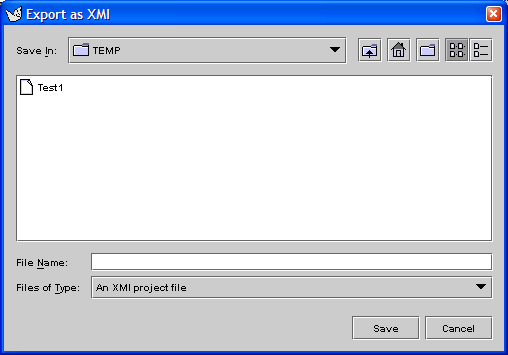 Export as XMI
Save In: TEMP
Test1
File Name:
Files of Type: An XMI project file
Save Cancel